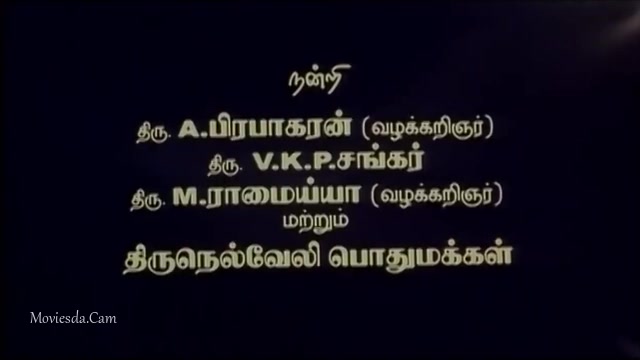 நன்றி
திரு. A.பிரபாகரன் (வழக்கறிஞர்)
திரு. V.K.P.சங்கர்
திரு. M.ராமைய்யா (வழக்கறிஞர்)
மற்றும்
திருநெல்வேலி பொதுமக்கள்
Moviesda.Cam